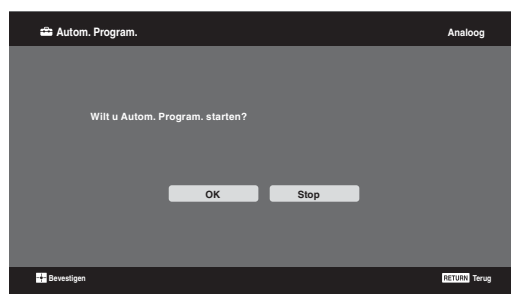 Autom. Program. Analoog
Wilt u Autom. Program. starten?
OK Stop
Bevestigen RETURN Terug